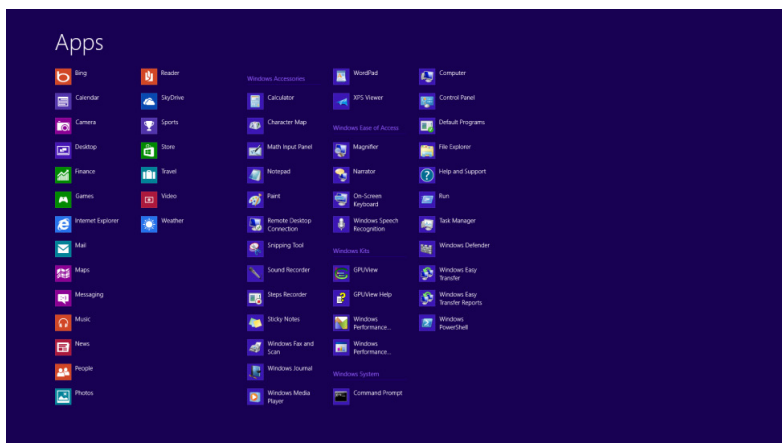 Apps
Bing
Calendar
Camera
Desktop
Finance
Games
Internet Explorer
Mail
Maps
Messaging
Music
News
People
Photos
Reader
SkyDrive
Sports
Store
Travel
Video
Weather
Windows Accessories
Calculator
Character Map
Math Input Panel
Notepad
Paint
Remote Desktop
Connection
Snipping Tool
Sound Recorder
Steps Recorder
Sticky Notes
Windows Fax and
Scan
Windows Journal
Windows Media
Player
WordPad
XPS Viewer
Windows Ease of Access
Magnifier
Narrator
On-Screen
Keyboard
Windows Speech
Recognition
Windows Kits
GPUView
GPUView Help
Windows
Performance...
Windows
Performance...
Windows System
Command Prompt
Computer
Control Panel
Default Programs
File Explorer
Help and Support
Run
Task Manager
Windows Defender
Windows Easy
Transfer
Windows Easy
Transfer Reports
Windows
PowerShell